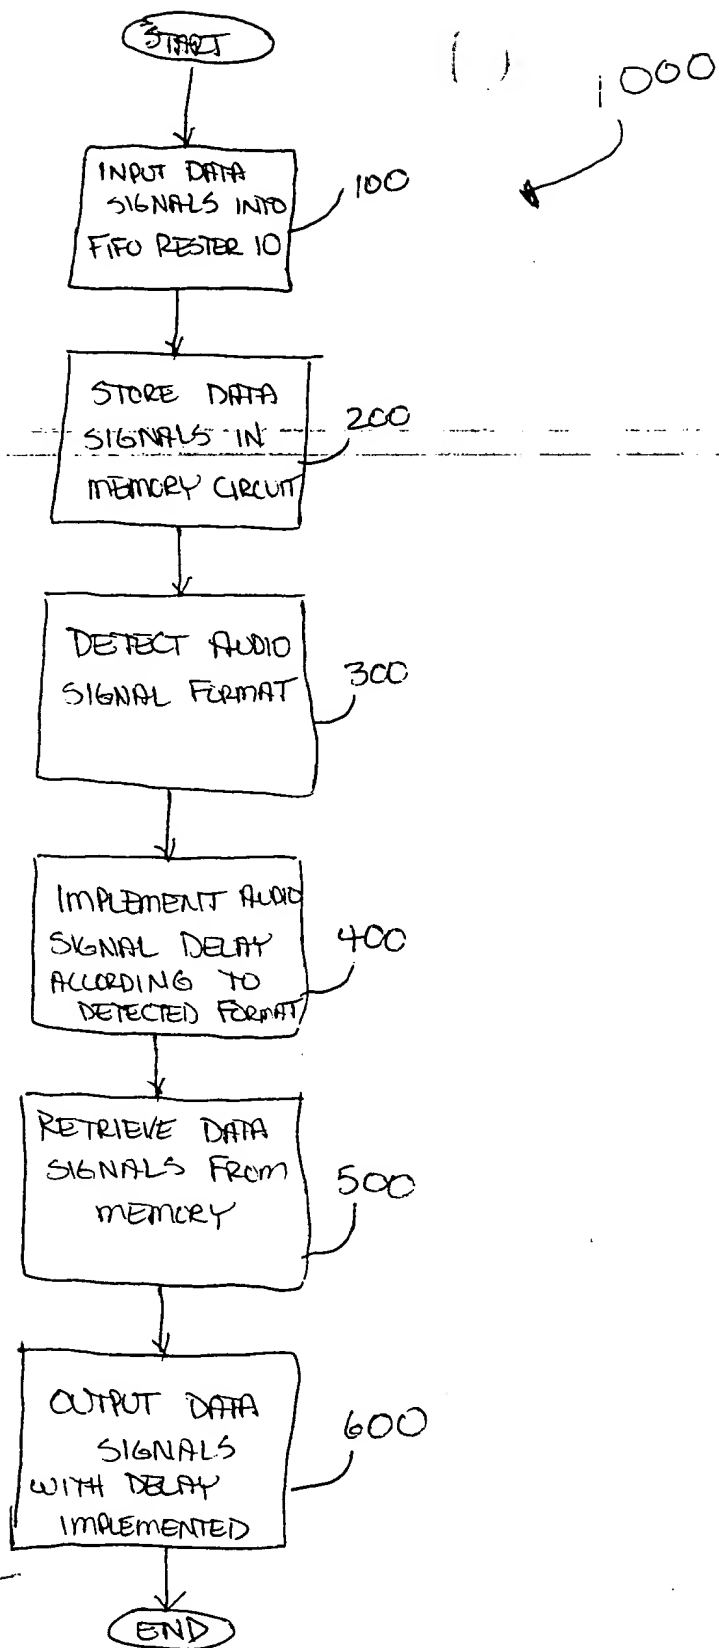 START
1000
INPUT DATA
SIGNALS INTO
FIFO RESTER 10
100
STORE DATA
SIGNALS IN
MEMORY CIRCUIT
200
DETECT AUDIO
SIGNAL FORMAT
300
IMPLEMENT AUDIO
SIGNAL DELAY
ACCORDING TO
DETECTED FORMAT
400
RETRIEVE DATA
SIGNALS FROM
MEMORY
500
OUTPUT DATA
SIGNALS
WITH DELAY
IMPLEMENTED
600
END